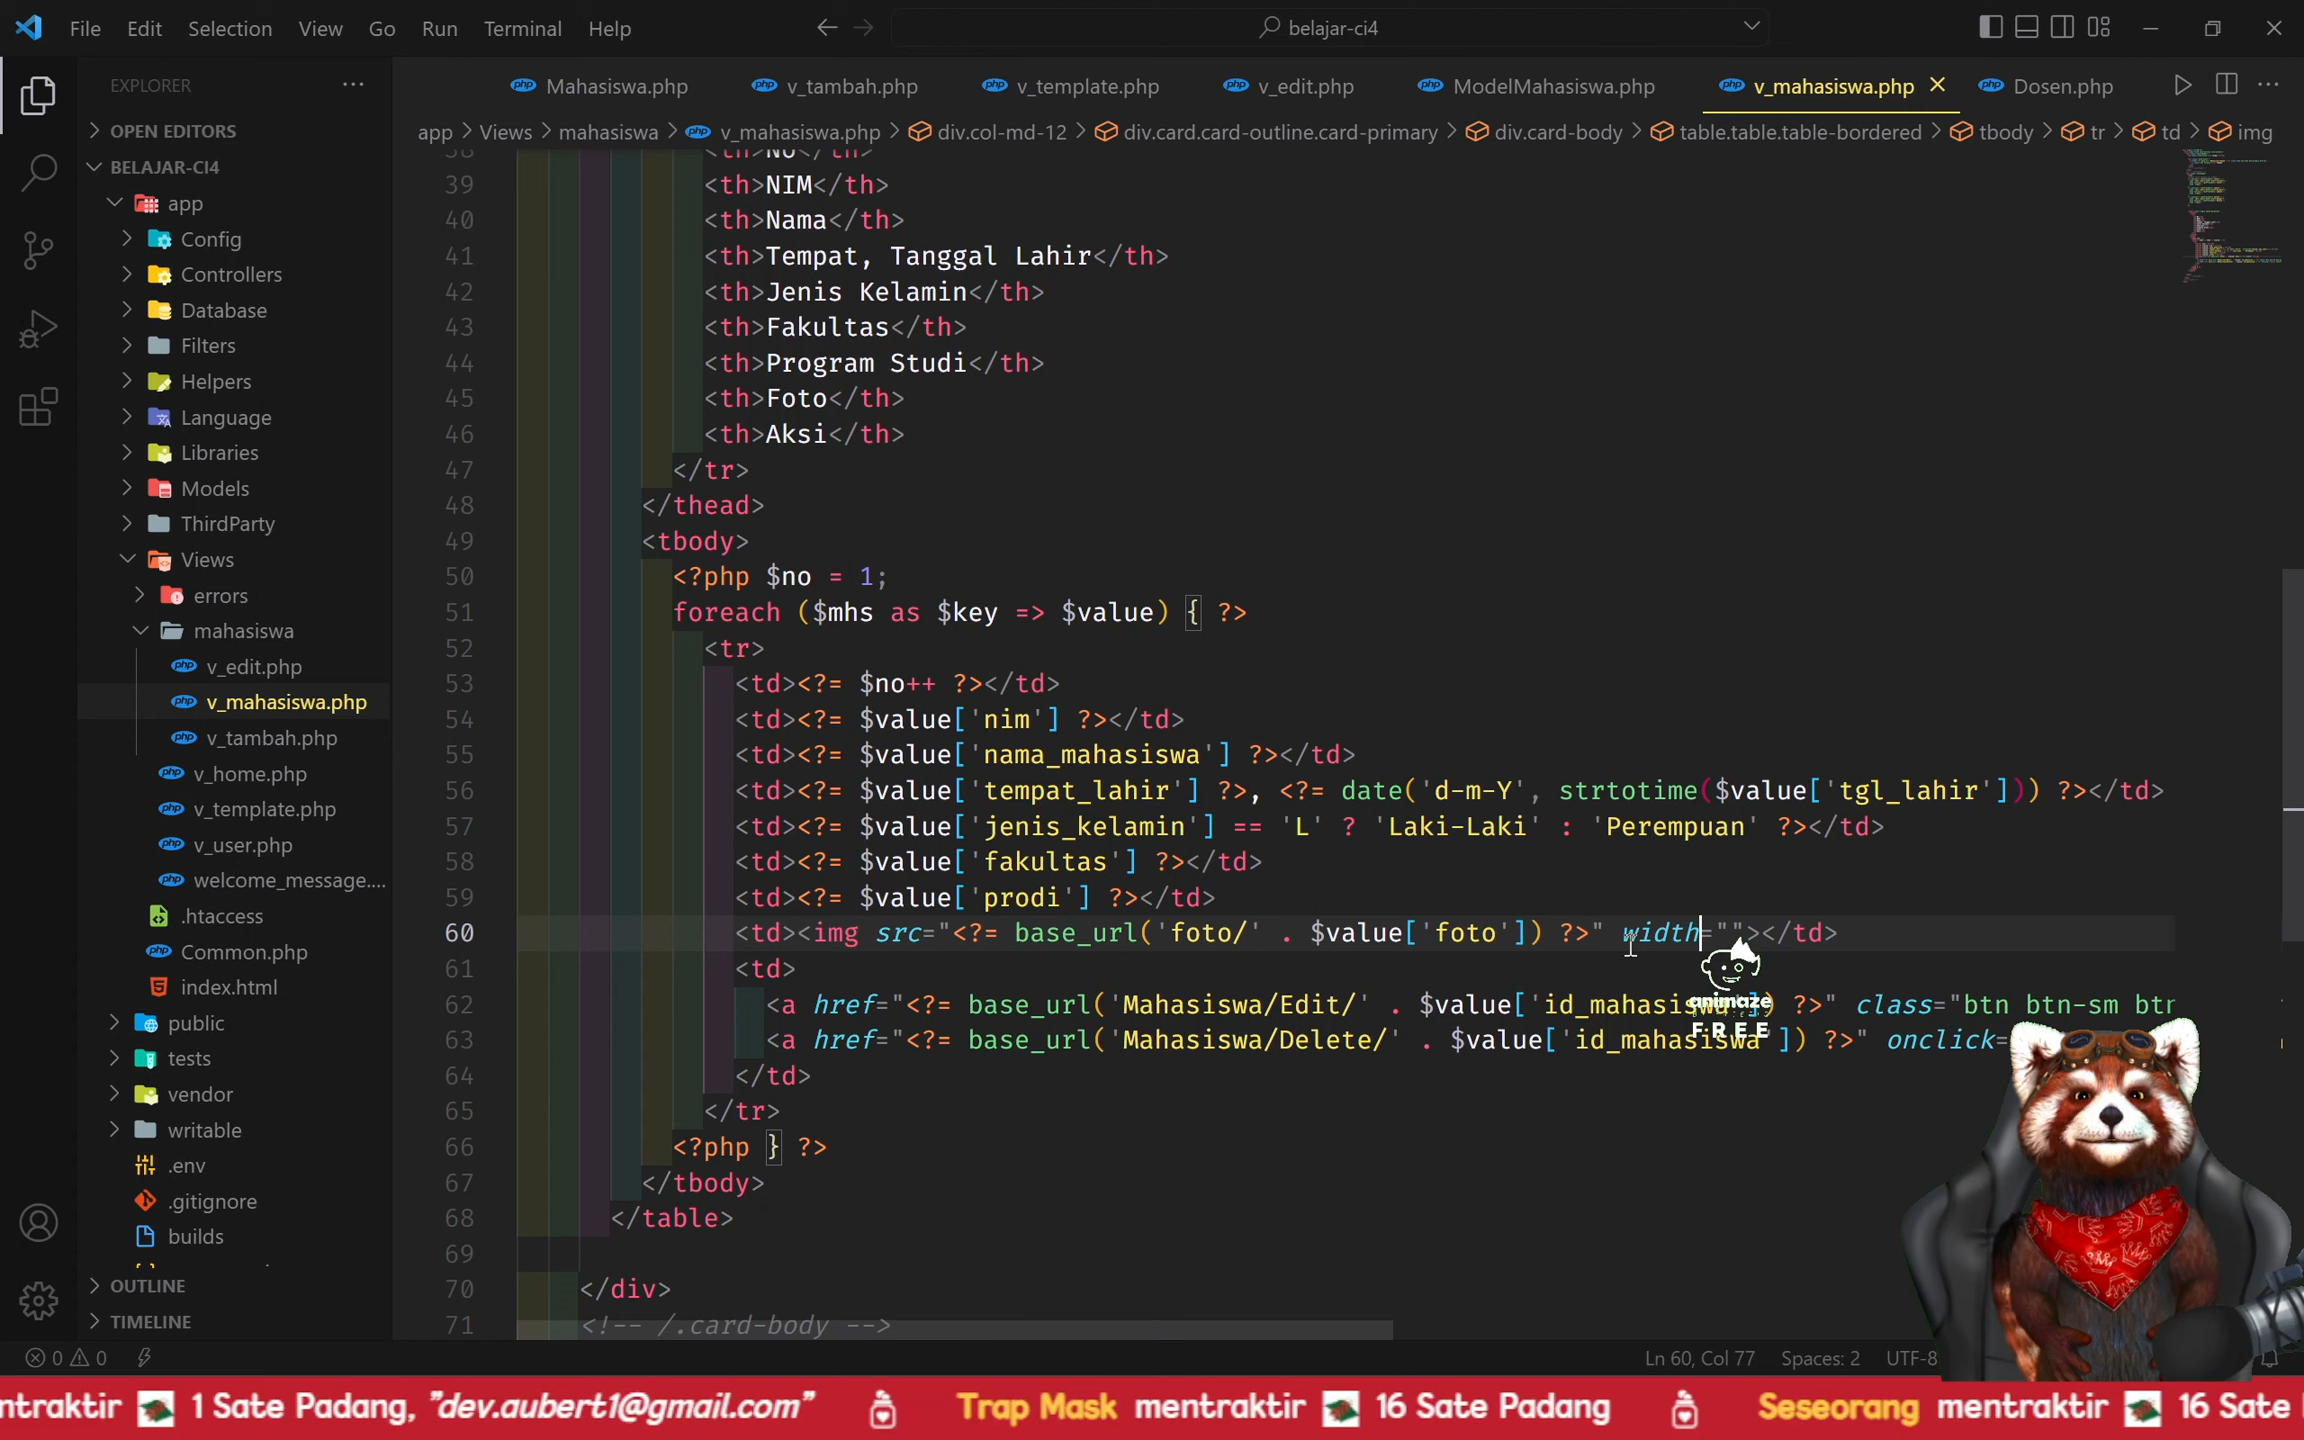 File Edit Selection View Go Run Terminal Help
belajar-ci4
EXPLORER
Mahasiswa.php
v_tambah.php
v_template.php
v_edit.php
ModelMahasiswa.php
v_mahasiswa.php
Dosen.php
app > Views > mahasiswa > v_mahasiswa.php > div.col-md-12 > div.card.card-outline.card-primary > div.card-body > table.table.table-bordered > tbody > tr > td > img
OPEN EDITORS
BELAJAR-CI4
app
Config
Controllers
Database
Filters
Helpers
Language
Libraries
Models
ThirdParty
Views
errors
mahasiswa
v_edit.php
v_mahasiswa.php
v_tambah.php
v_home.php
v_template.php
v_user.php
welcome_message....
.htaccess
Common.php
index.html
public
tests
vendor
writable
.env
.gitignore
builds
OUTLINE
TIMELINE
38 <th>No</th>
39 <th>NIM</th>
40 <th>Nama</th>
41 <th>Tempat, Tanggal Lahir</th>
42 <th>Jenis Kelamin</th>
43 <th>Fakultas</th>
44 <th>Program Studi</th>
45 <th>Foto</th>
46 <th>Aksi</th>
47 </tr>
48 </thead>
49 <tbody>
50 <?php $no = 1;
51 foreach ($mhs as $key => $value) { ?>
52 <tr>
53 <td><?= $no++ ?></td>
54 <td><?= $value['nim'] ?></td>
55 <td><?= $value['nama_mahasiswa'] ?></td>
56 <td><?= $value['tempat_lahir'] ?>, <?= date('d-m-Y', strtotime($value['tgl_lahir'])) ?></td>
57 <td><?= $value['jenis_kelamin'] == 'L' ? 'Laki-Laki' : 'Perempuan' ?></td>
58 <td><?= $value['fakultas'] ?></td>
59 <td><?= $value['prodi'] ?></td>
60 <td><img src="<?= base_url('foto/' . $value['foto']) ?>" width=""></td>
61 <td>
62 <a href="<?= base_url('Mahasiswa/Edit/' . $value['id_mahasiswa']) ?>" class="btn btn-sm btn
63 <a href="<?= base_url('Mahasiswa/Delete/' . $value['id_mahasiswa']) ?>" onclick=
64 </td>
65 </tr>
66 <?php } ?>
67 </tbody>
68 </table>
69
70 </div>
71 <!-- /.card-body -->
animaze
FREE
0 0
Ln 60, Col 77
Spaces: 2
UTF-8
ntraktir 1 Sate Padang, "dev.aubert1@gmail.com" Trap Mask mentraktir 16 Sate Padang Seseorang mentraktir 16 Sate